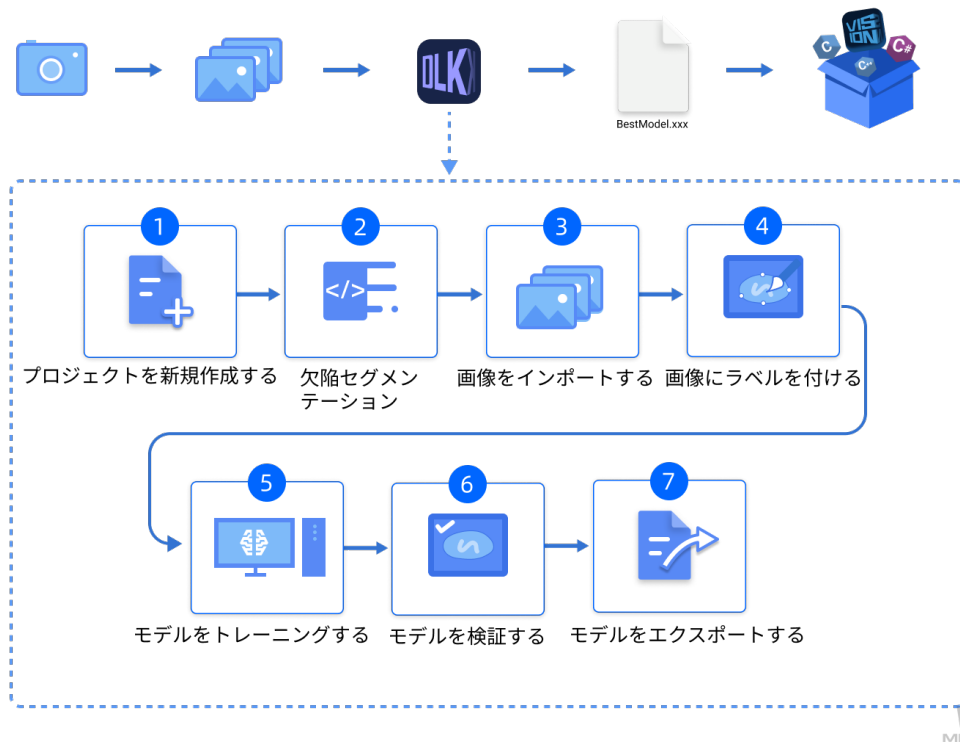 DLK
BestModel.xxx
VIS
ION
C
C#
C++
1
2
3
4
</>
プロジェクトを新規作成する
欠陥セグメン
テーション
画像をインポートする
画像にラベルを付ける
5
6
7
モデルをトレーニングする
モデルを検証する
モデルをエクスポートする